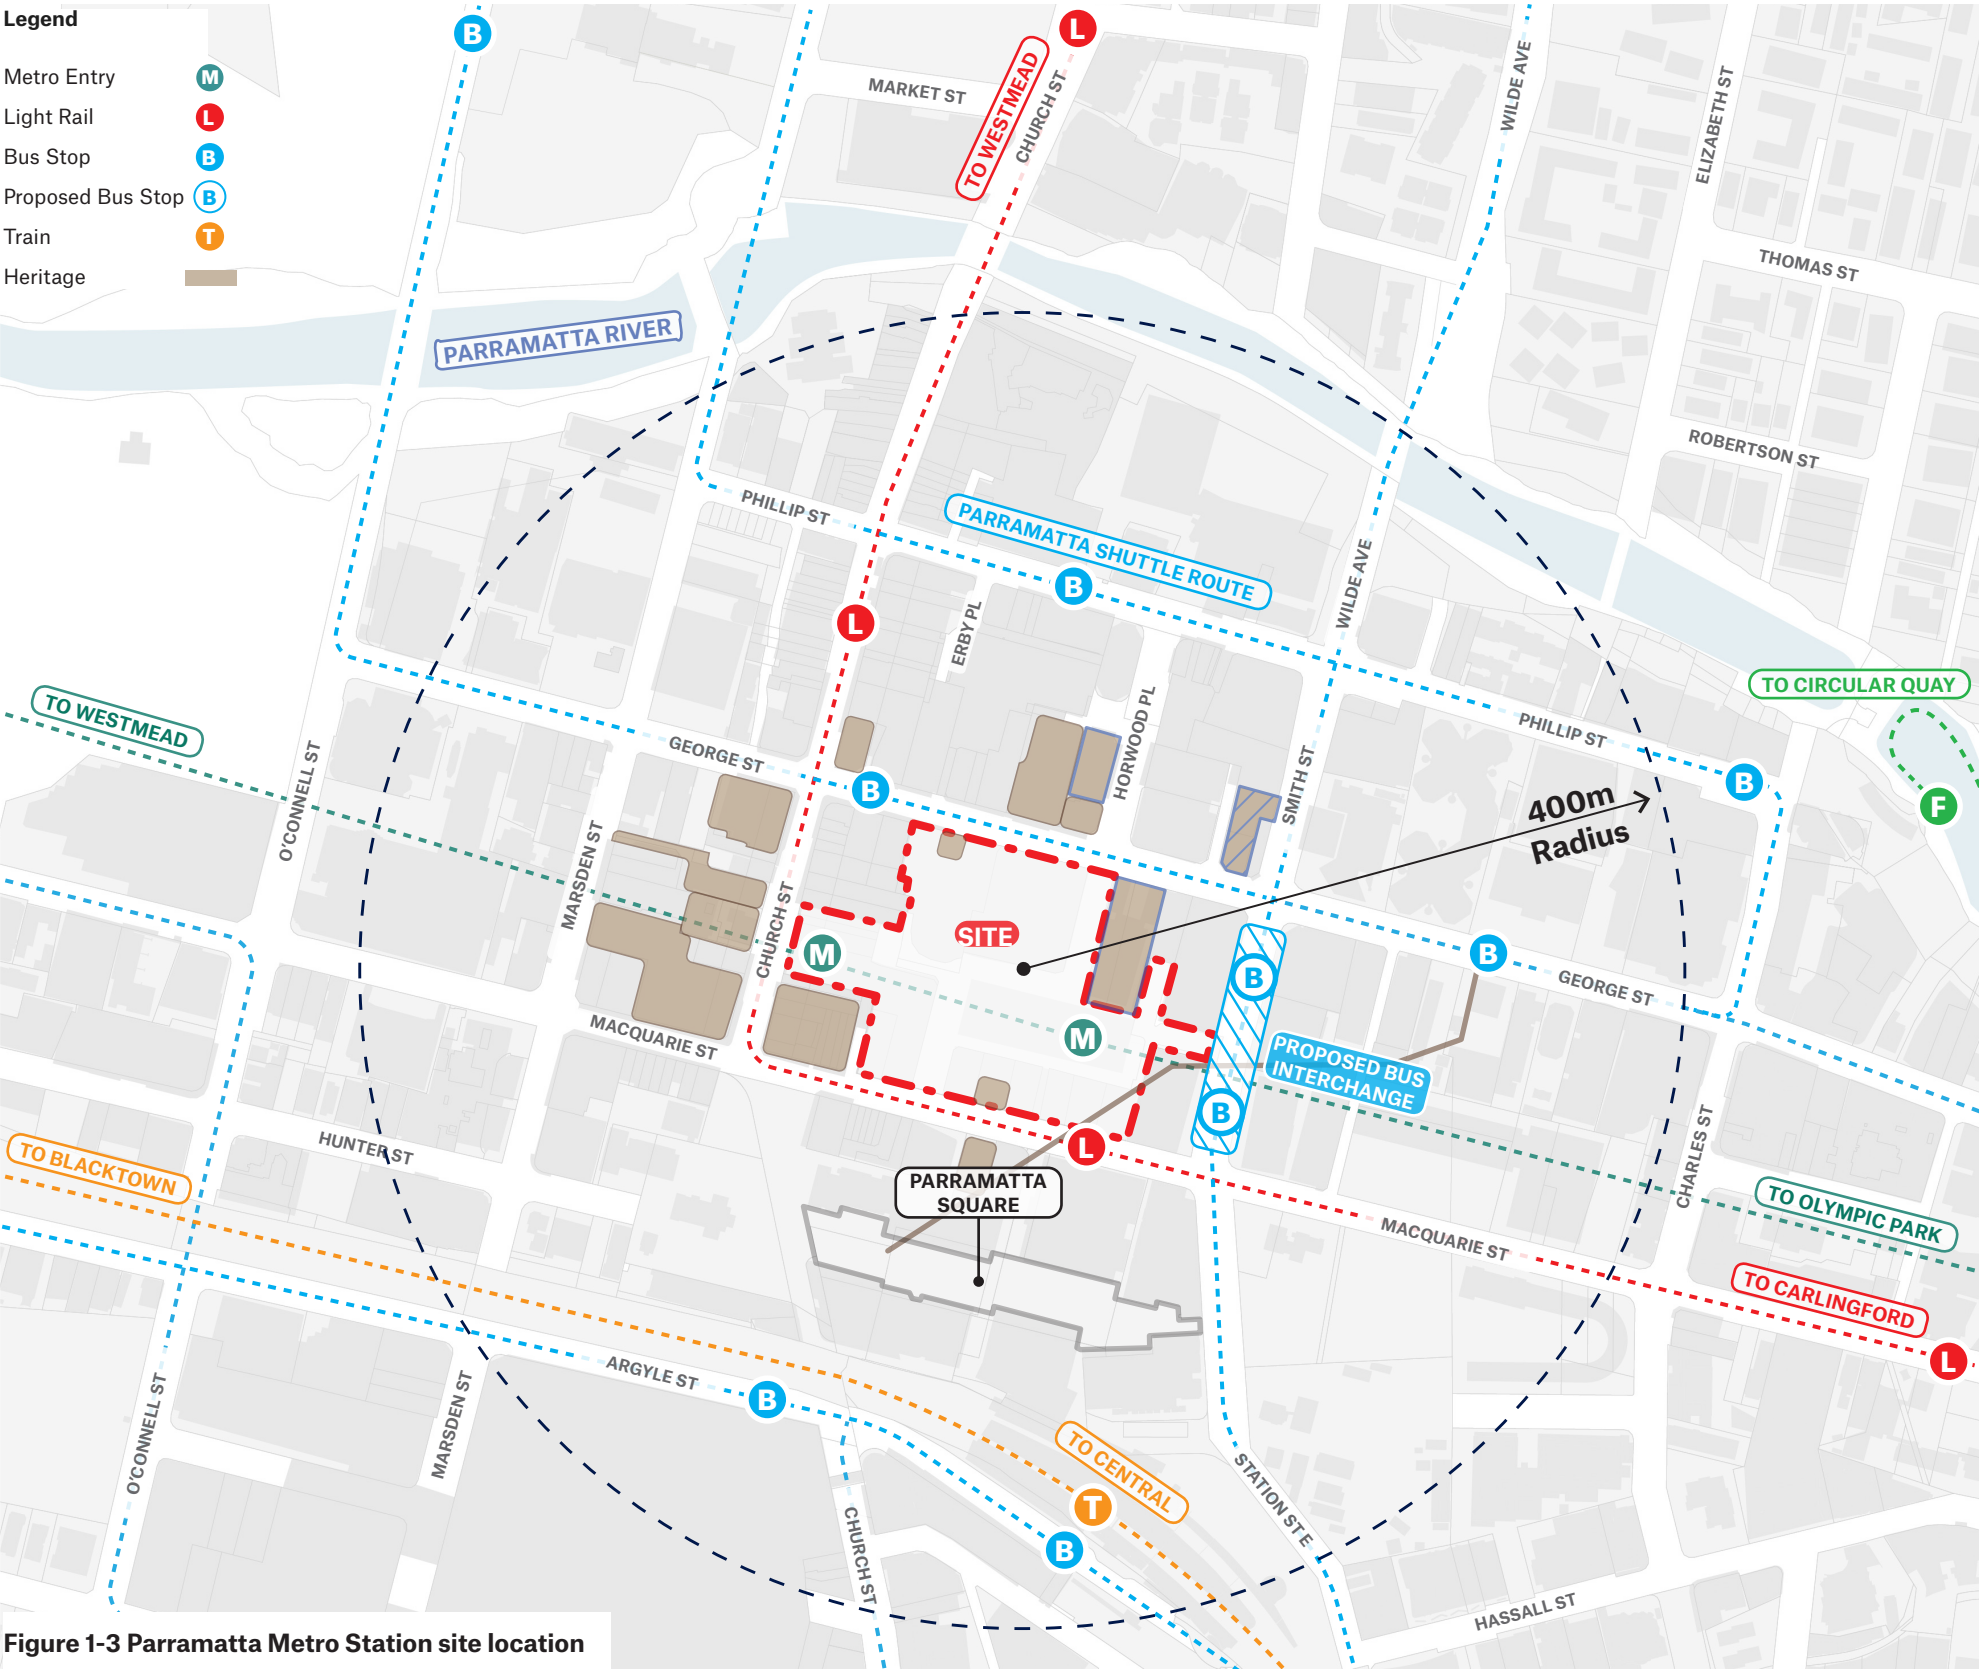 Legend
Metro Entry M
Light Rail L
Bus Stop B
Proposed Bus Stop B
Train T
Heritage
B
L
TO WESTMEAD
CHURCH ST
MARKET ST
WILDE AVE
ELIZABETH ST
THOMAS ST
PARRAMATTA RIVER
ROBERTSON ST
PHILLIP ST
PARRAMATTA SHUTTLE ROUTE
B
WILDE AVE
L
ERBY PL
TO WESTMEAD
TO CIRCULAR QUAY
HORWOOD PL
PHILLIP ST
GEORGE ST
O'CONNELL ST
B
SMITH ST
B
F
400m
Radius
MARSDEN ST
CHURCH ST
SITE
M
B
B
GEORGE ST
MACQUARIE ST
M
PROPOSED BUS
INTERCHANGE
B
L
HUNTER ST
TO BLACKTOWN
CHARLES ST
PARRAMATTA
SQUARE
TO OLYMPIC PARK
MACQUARIE ST
TO CARLINGFORD
L
ARGYLE ST
B
O'CONNELL ST
MARSDEN ST
TO CENTRAL
T
STATION ST E
CHURCH ST
B
HASSALL ST
Figure 1-3 Parramatta Metro Station site location